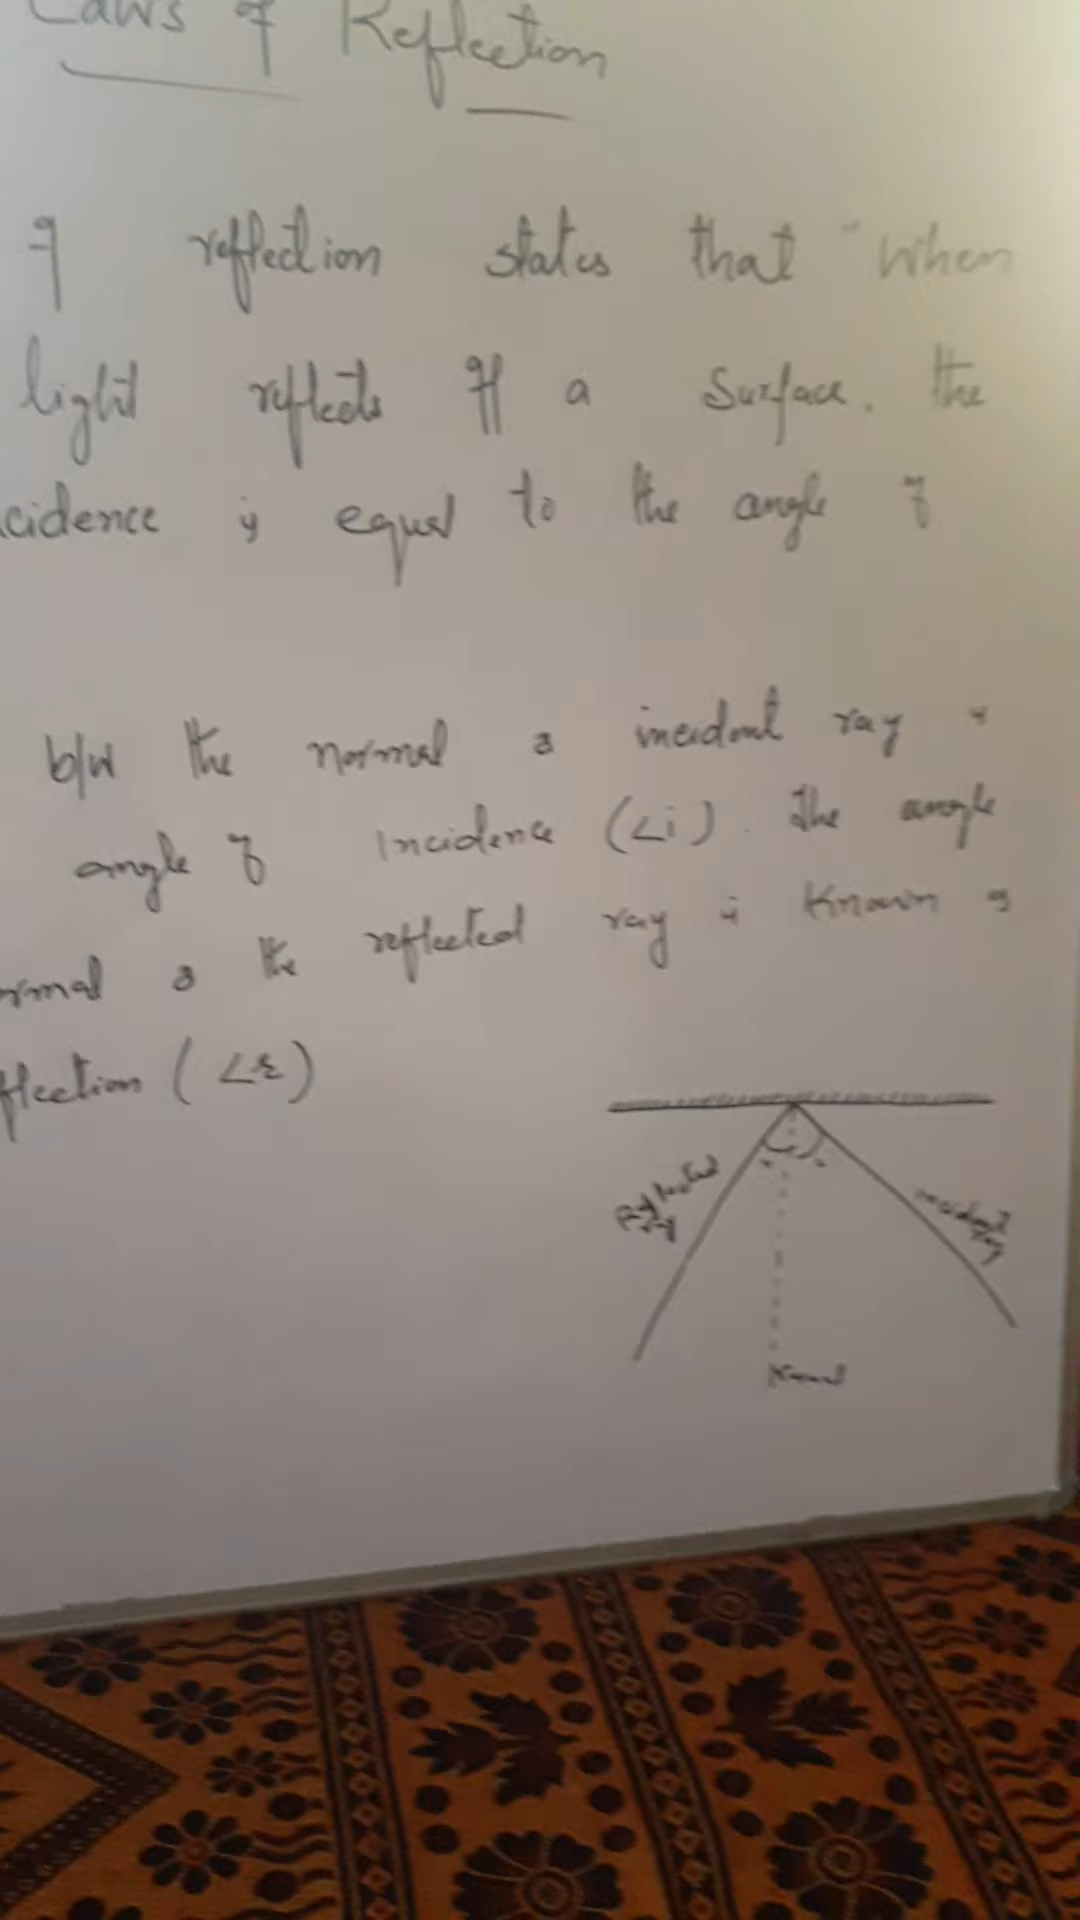 Laws of Reflection
of reflection states that "When
light reflects off a Surface, the
cidence is equal to the angle of
b/w the normal & incident ray is
angle of Incidence (∠i). The angle
ormal & the reflected ray is Known as
flection (∠r)
Reflected ray
incident ray
Normal